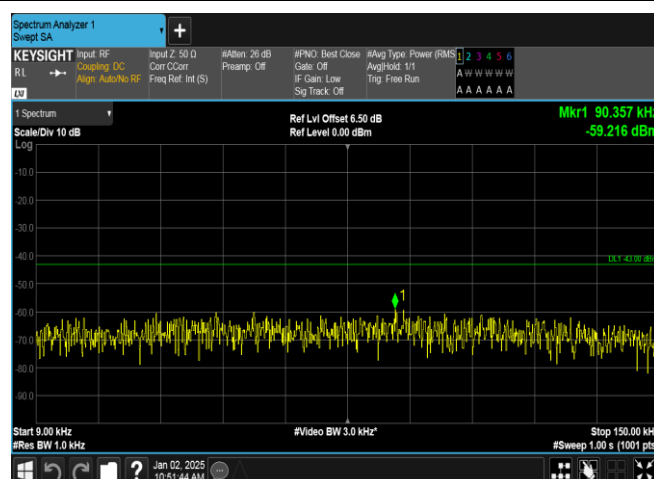 Spectrum Analyzer 1
Swept SA
+
KEYSIGHT
RL
LXI
Input: RF
Coupling: DC
Align: Auto/No RF
Input Z: 50 Ω
Corr CCorr
Freq Ref: Int (S)
#Atten: 26 dB
Preamp: Off
#PNO: Best Close
Gate: Off
IF Gain: Low
Sig Track: Off
#Avg Type: Power (RMS
Avg|Hold: 1/1
Trig: Free Run
1 2 3 4 5 6
A W W W W W
A A A A A A
1 Spectrum
Scale/Div 10 dB
Log
Ref Lvl Offset 6.50 dB
Ref Level 0.00 dBm
Mkr1 90.357 kHz
-59.216 dBm
-10.0
-20.0
-30.0
-40.0
DL1 -43.00 dBm
-50.0
1
-60.0
-70.0
-80.0
-90.0
Start 9.00 kHz
#Res BW 1.0 kHz
#Video BW 3.0 kHz*
Stop 150.00 kH
#Sweep 1.00 s (1001 pts
?
Jan 02, 2025
10:51:44 AM